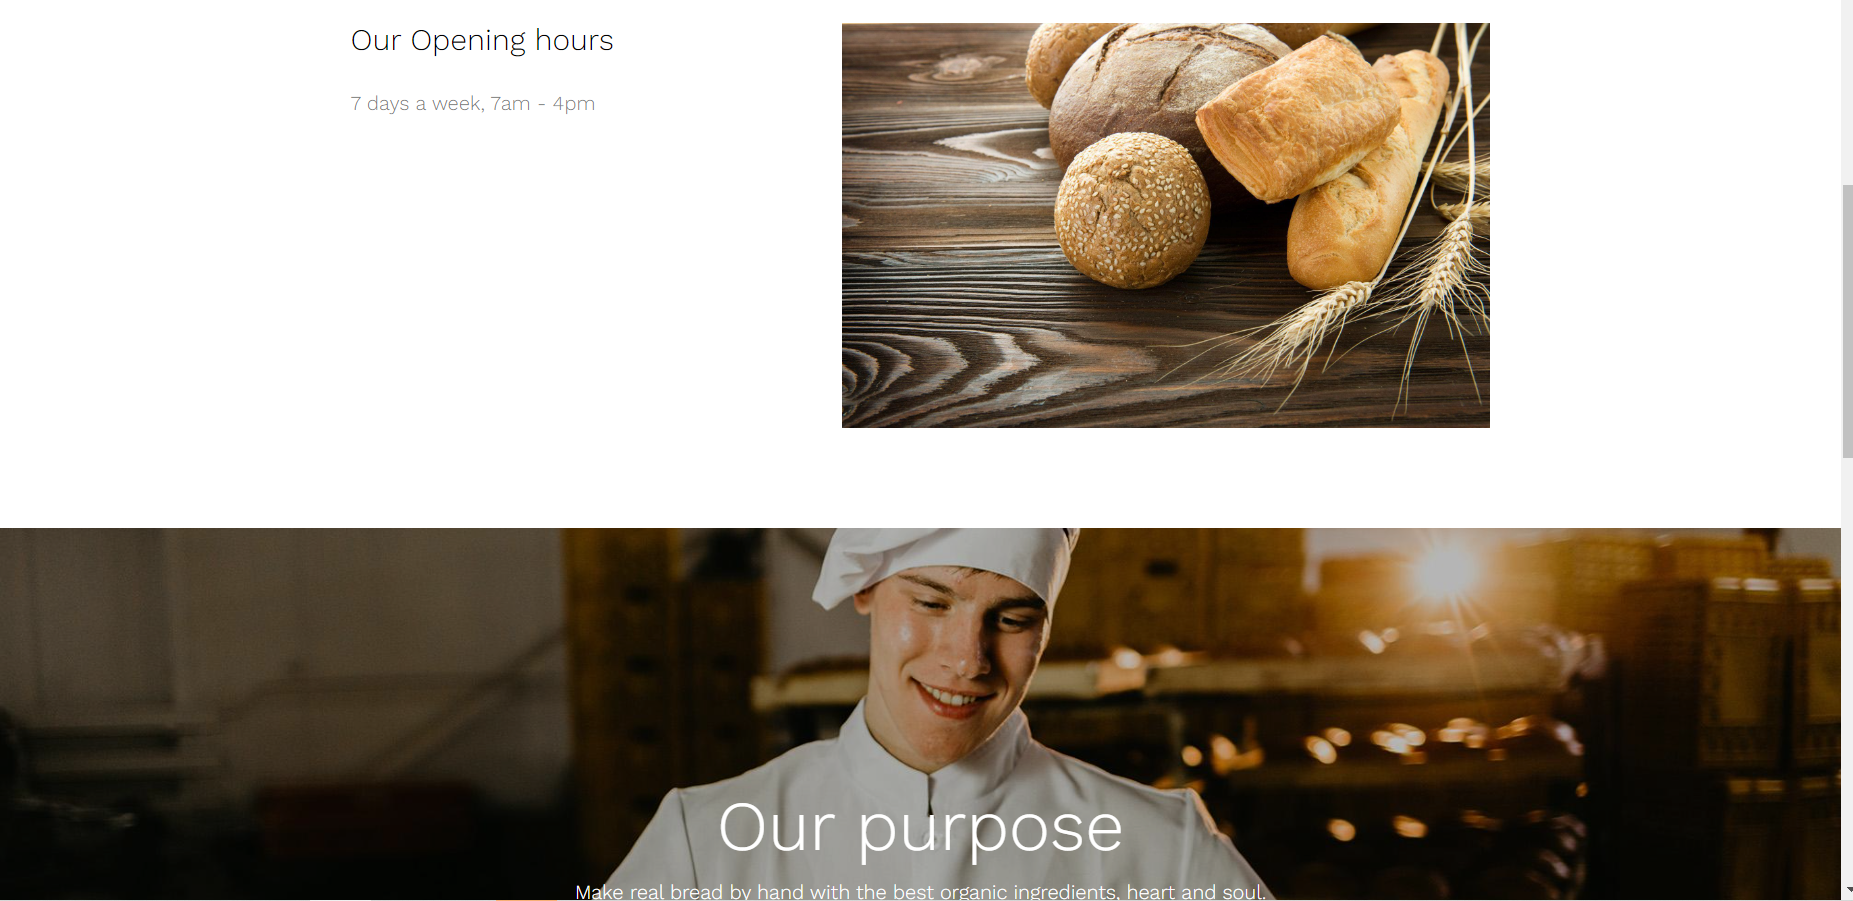 Our Opening hours
7 days a week, 7am - 4pm
Our purpose
Make real bread by hand with the best organic ingredients, heart and soul.